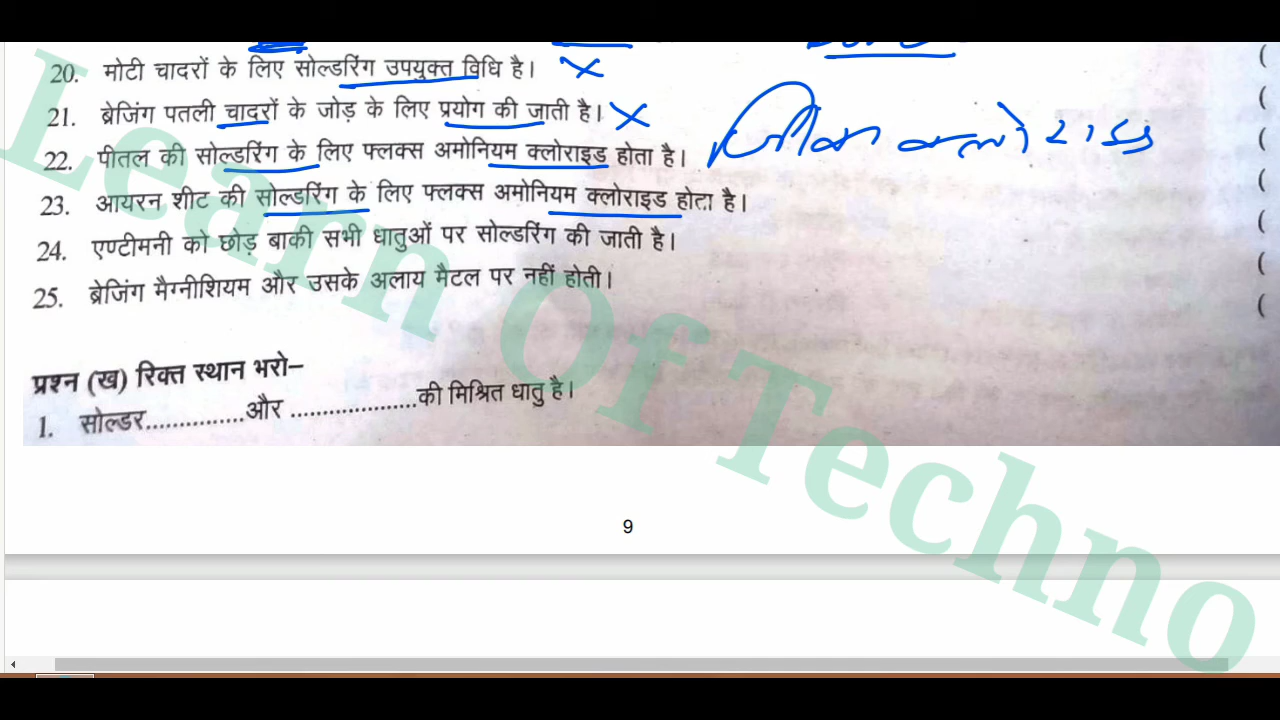 20. मोटी चादरों के लिए सोल्डरिंग उपयुक्त विधि है।
21. ब्रेजिंग पतली चादरों के जोड़ के लिए प्रयोग की जाती है।
22. पीतल की सोल्डरिंग के लिए फ्लक्स अमोनियम क्लोराइड होता है।
23. आयरन शीट की सोल्डरिंग के लिए फ्लक्स अमोनियम क्लोराइड होता है।
24. एण्टीमनी को छोड़ बाकी सभी धातुओं पर सोल्डरिंग की जाती है।
25. ब्रेजिंग मैग्नीशियम और उसके अलाय मैटल पर नहीं होती।
प्रश्न (ख) रिक्त स्थान भरो–
1. सोल्डर...............और ....................की मिश्रित धातु है।
9
Learn Of Techno